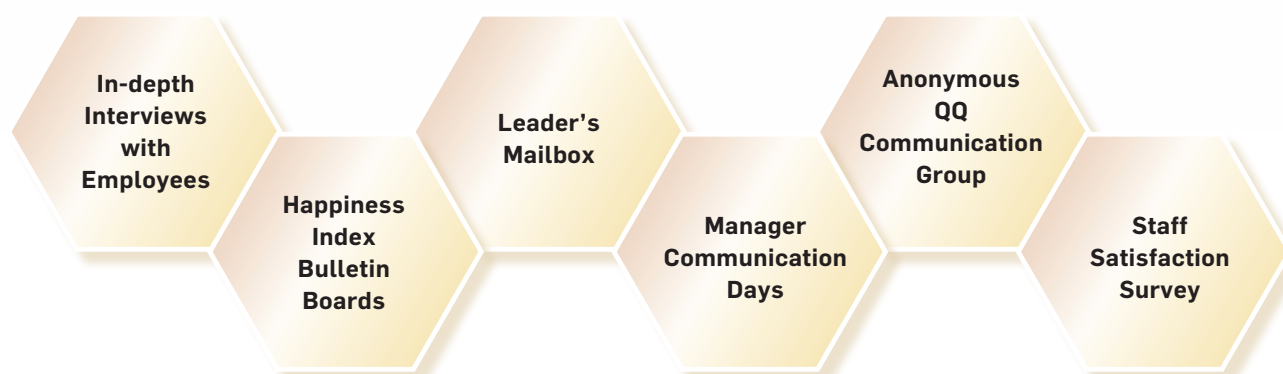 In-depth
Interviews
with
Employees
Happiness
Index
Bulletin
Boards
Leader’s
Mailbox
Manager
Communication
Days
Anonymous
QQ
Communication
Group
Staff
Satisfaction
Survey